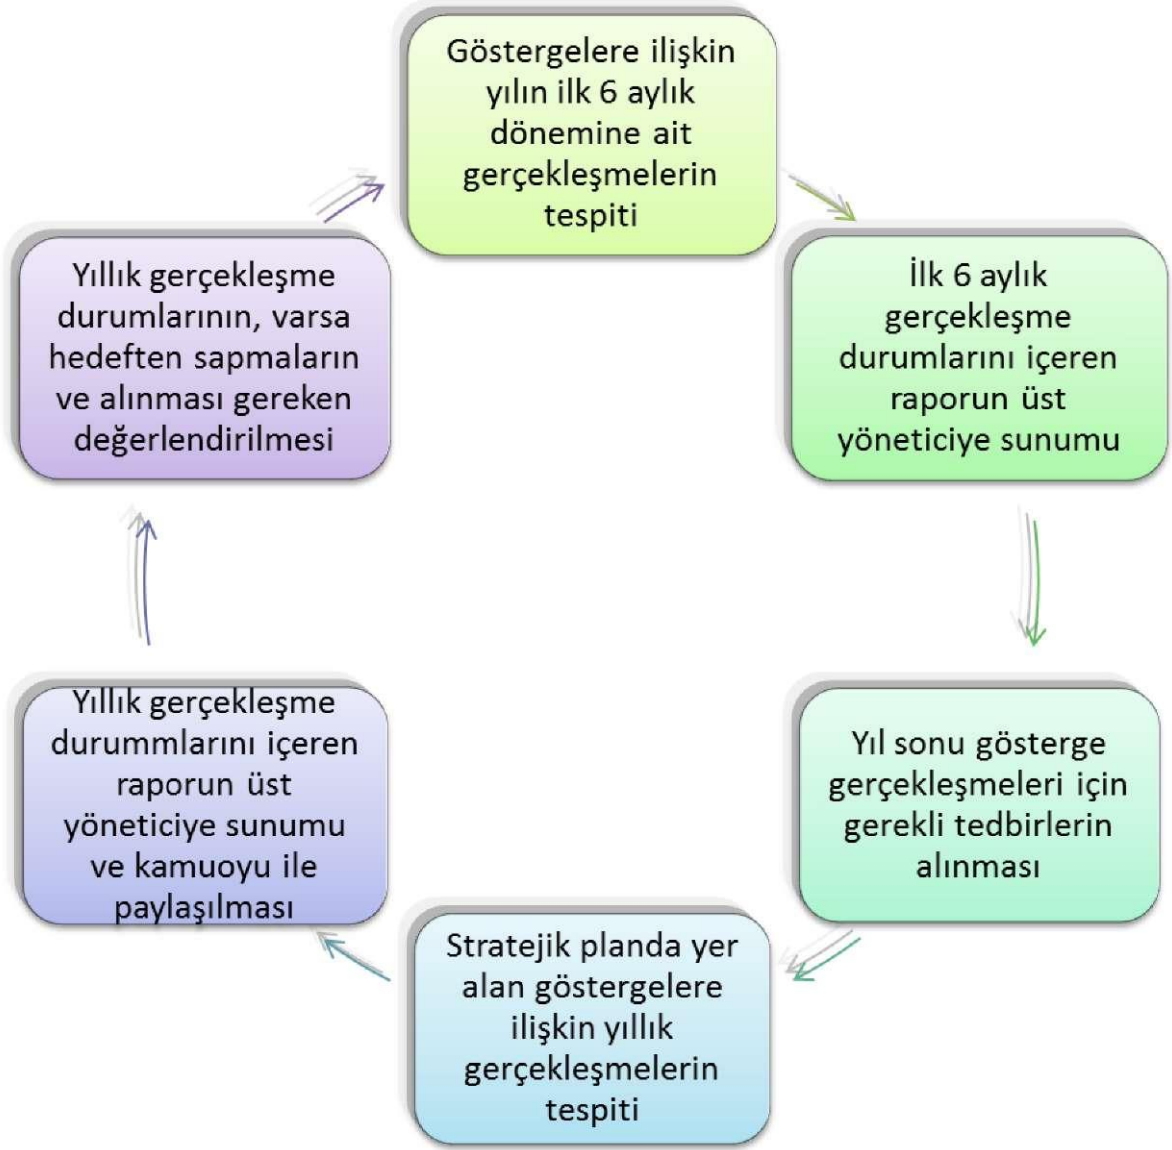 Göstergelere ilişkin
yılın ilk 6 aylık
dönemine ait
gerçekleşmelerin
tespiti
İlk 6 aylık
gerçekleşme
durumlarını içeren
raporun üst
yöneticiye sunumu
Yıl sonu gösterge
gerçekleşmeleri için
gerekli tedbirlerin
alınması
Stratejik planda yer
alan göstergelere
ilişkin yıllık
gerçekleşmelerin
tespiti
Yıllık gerçekleşme
durummlarını içeren
raporun üst
yöneticiye sunumu
ve kamuoyu ile
paylaşılması
Yıllık gerçekleşme
durumlarının, varsa
hedeften sapmaların
ve alınması gereken
değerlendirilmesi